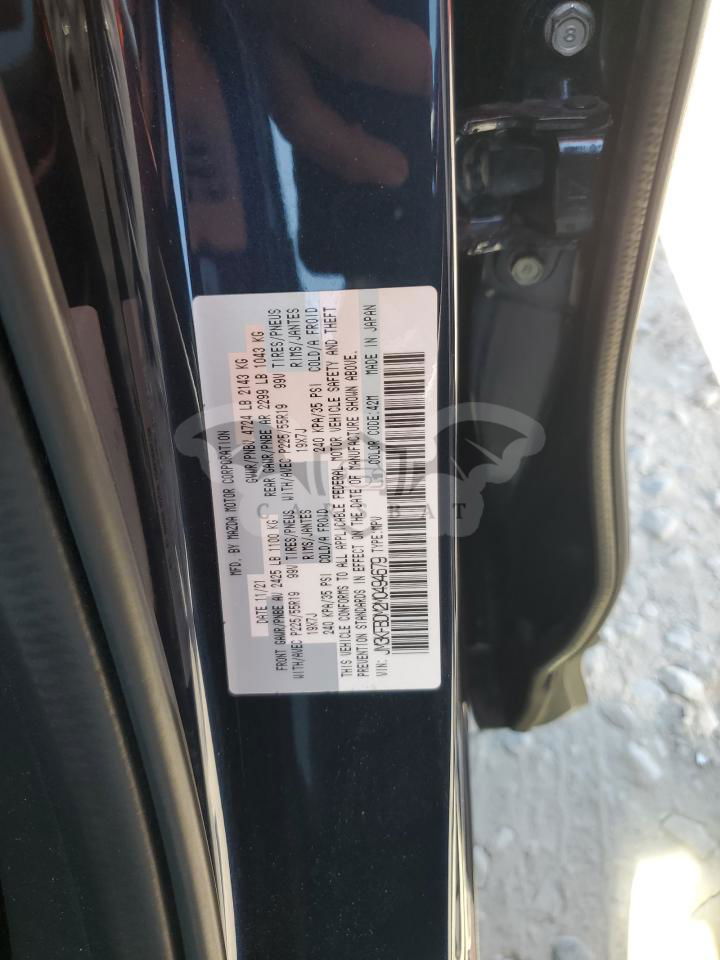 MFD. BY MAZDA MOTOR CORPORATION
DATE 11/21 GVWR/PNBV 4724 LB 2143 KG
FRONT GAWR/PNBE AV 2425 LB 1100 KG REAR GAWR/PNBE AR 2299 LB 1043 KG
WITH/AVEC P225/55R19 99V TIRES/PNEUS WITH/AVEC P225/55R19 99V TIRES/PNEUS
19X7J RIMS/JANTES 19X7J RIMS/JANTES
240 KPA/35 PSI COLD/A FROID 240 KPA/35 PSI COLD/A FROID
THIS VEHICLE CONFORMS TO ALL APPLICABLE FEDERAL MOTOR VEHICLE SAFETY AND THEFT
PREVENTION STANDARDS IN EFFECT ON THE DATE OF MANUFACTURE SHOWN ABOVE.
VIN: JM3KFBDM2M0494679 TYPE:MPV COLOR CODE:42M MADE IN JAPAN
CARSBAT
8